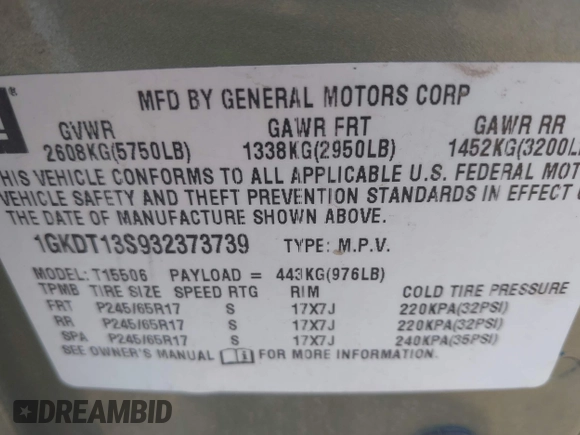 MFD BY GENERAL MOTORS CORP
GVWR GAWR FRT GAWR RR
2608KG(5750LB) 1338KG(2950LB) 1452KG(3200L
THIS VEHICLE CONFORMS TO ALL APPLICABLE U.S. FEDERAL MOT
VEHICLE SAFETY AND THEFT PREVENTION STANDARDS IN EFFECT O
THE DATE OF MANUFACTURE SHOWN ABOVE.
1GKDT13S932373739 TYPE: M.P.V.
MODEL: T15506 PAYLOAD = 443KG(976LB)
TPMB TIRE SIZE SPEED RTG RIM COLD TIRE PRESSURE
FRT P245/65R17 S 17X7J 220KPA(32PSI)
RR P245/65R17 S 17X7J 220KPA(32PSI)
SPA P245/65R17 S 17X7J 240KPA(35PSI)
SEE OWNER'S MANUAL FOR MORE INFORMATION.
DREAMBID